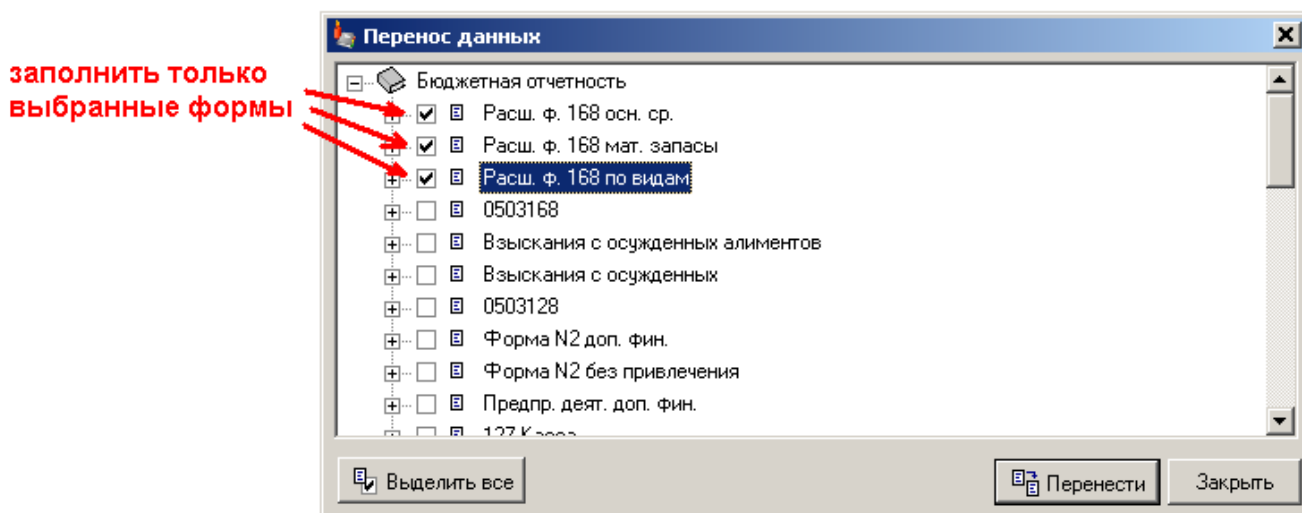 Перенос данных
заполнить только
выбранные формы
Бюджетная отчетность
Расш. ф. 168 осн. ср.
Расш. ф. 168 мат. запасы
Расш. ф. 168 по видам
0503168
Взыскания с осужденных алиментов
Взыскания с осужденных
0503128
Форма N2 доп. фин.
Форма N2 без привлечения
Предпр. деят. доп. фин.
127 Касса
Выделить все
Перенести
Закрыть